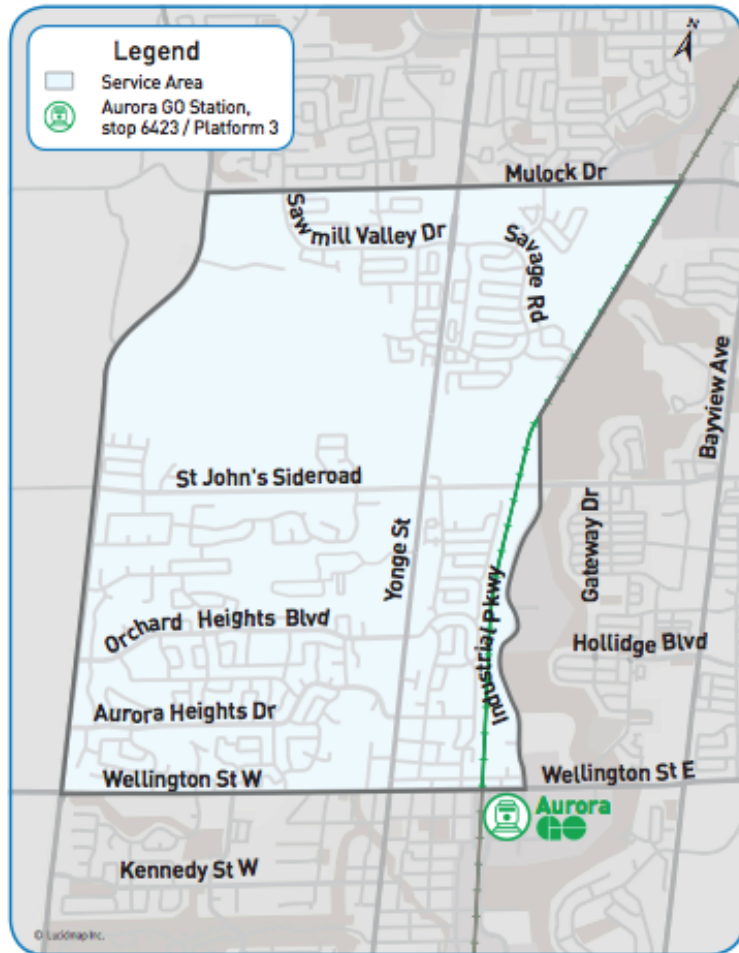 Legend
Service Area
Aurora GO Station,
stop 6423 / Platform 3
N
Mulock Dr
Sawmill Valley Dr
Savage Rd
Bayview Ave
St John's Sideroad
Gateway Dr
Yonge St
Industrial Pkwy
Orchard Heights Blvd
Hollidge Blvd
Aurora Heights Dr
Wellington St W
Wellington St E
Aurora
GO
Kennedy St W
© Lucidmap Inc.